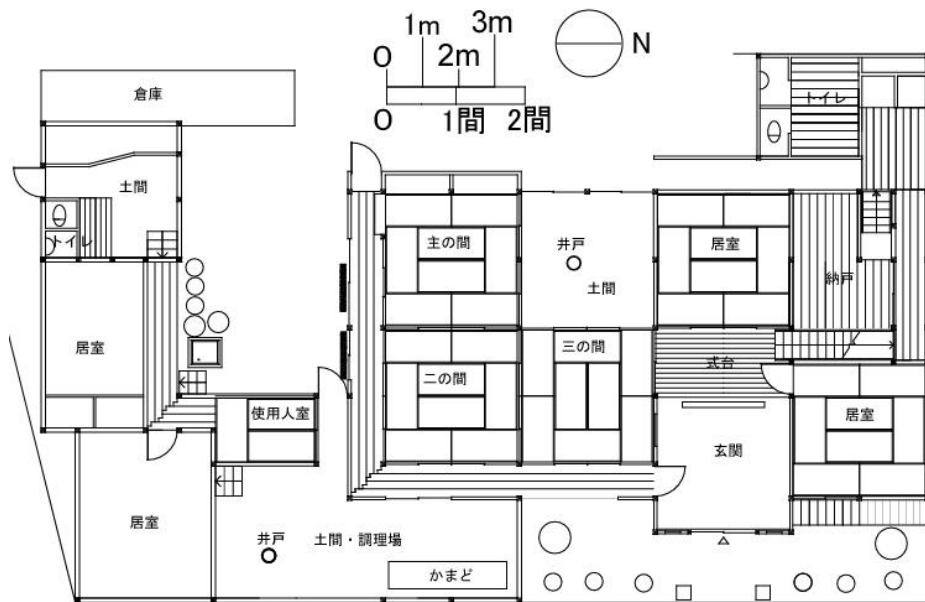 1m
3m
0
2m
0
1間
2間
N
倉庫
トイレ
土間
トイレ
主の間
井戸
土間
居室
納戸
居室
二の間
三の間
式台
使用人室
居室
玄関
居室
井戸
土間・調理場
かまど